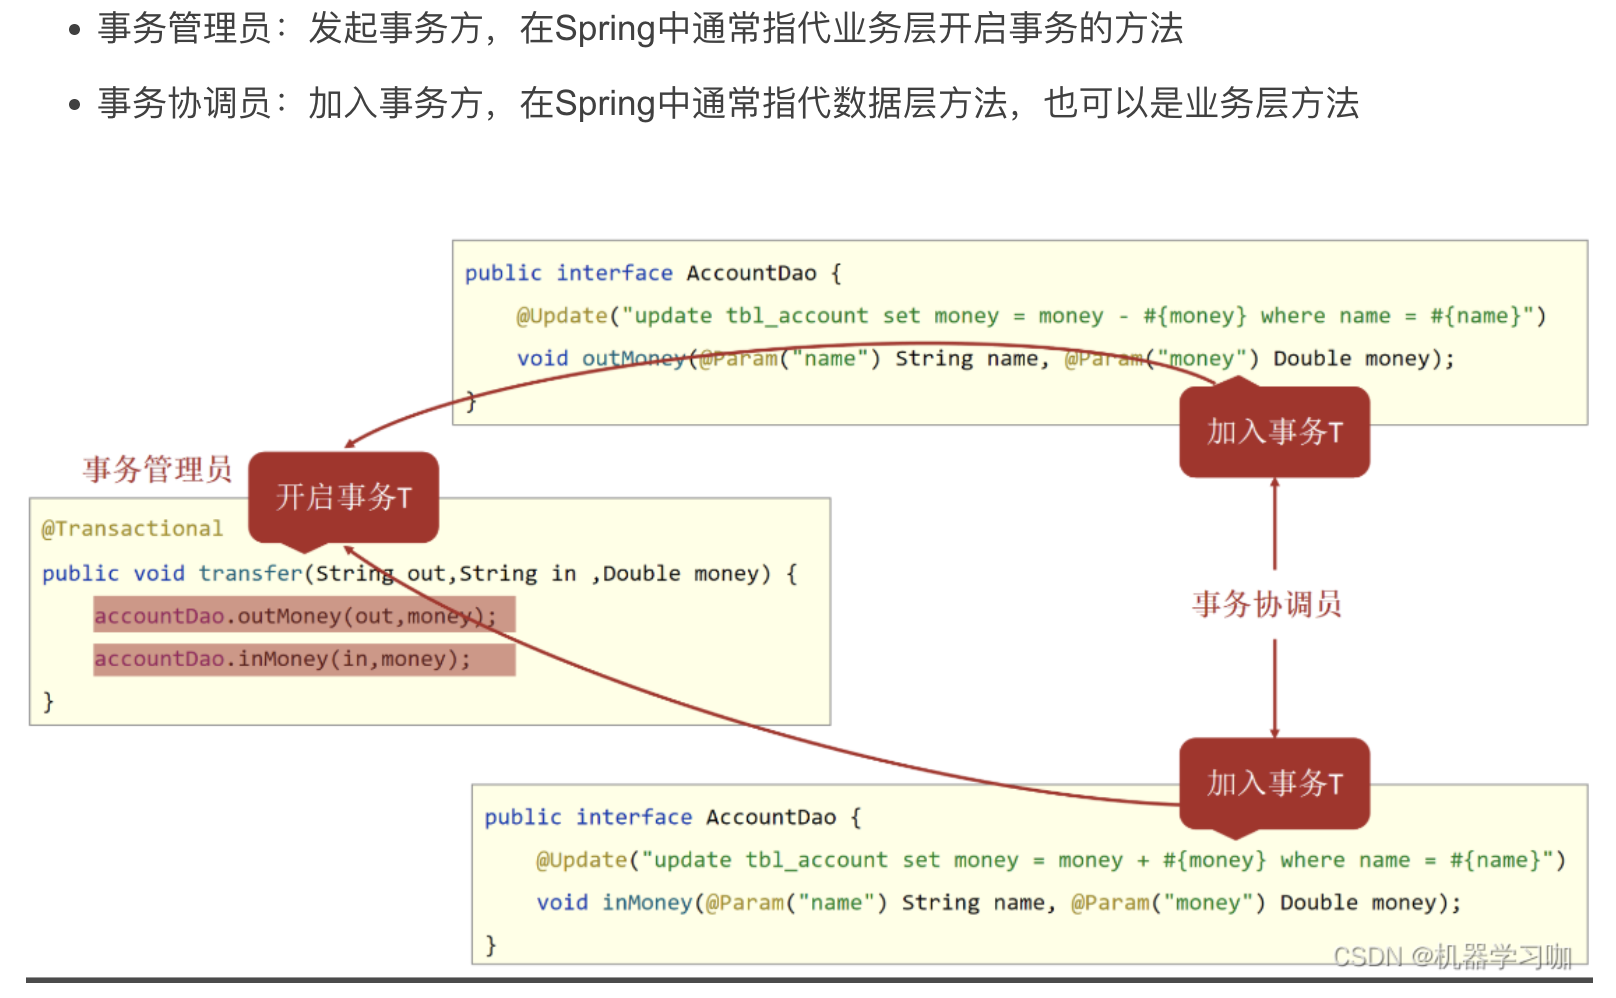 • 事务管理员：发起事务方，在Spring中通常指代业务层开启事务的方法
• 事务协调员：加入事务方，在Spring中通常指代数据层方法，也可以是业务层方法
public interface AccountDao {
@Update("update tbl_account set money = money - #{money} where name = #{name}")
void outMoney(@Param("name") String name, @Param("money") Double money);
}
加入事务T
事务管理员
开启事务T
@Transactional
public void transfer(String out,String in ,Double money) {
accountDao.outMoney(out,money);
accountDao.inMoney(in,money);
}
事务协调员
加入事务T
public interface AccountDao {
@Update("update tbl_account set money = money + #{money} where name = #{name}")
void inMoney(@Param("name") String name, @Param("money") Double money);
}
CSDN @机器学习咖